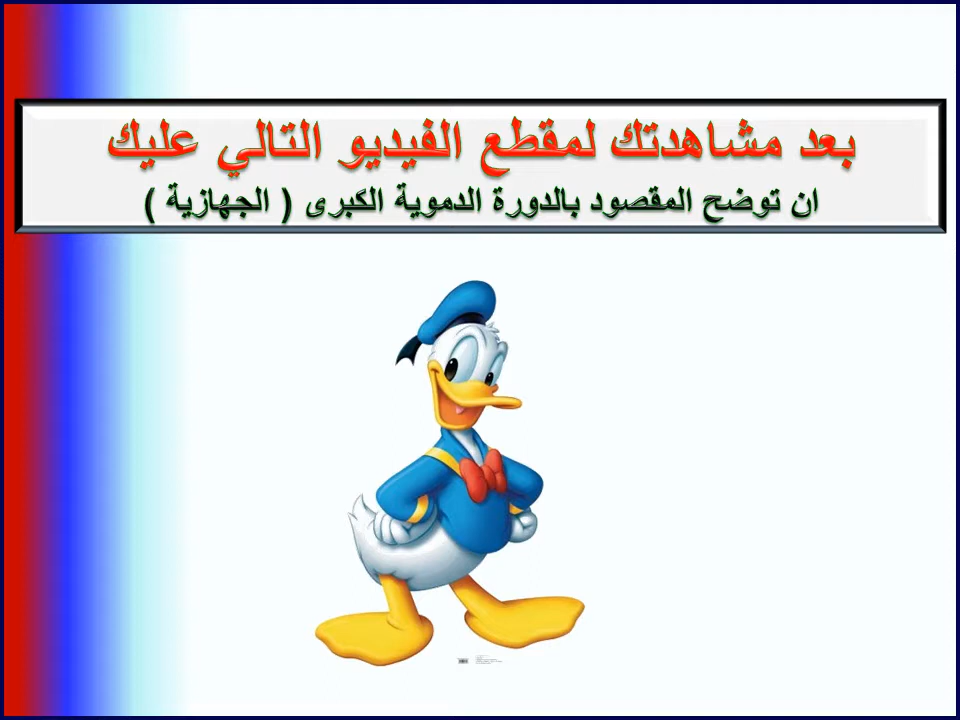 بعد مشاهدتك لمقطع الفيديو التالي عليك
ان توضح المقصود بالدورة الدموية الكبرى ( الجهازية )